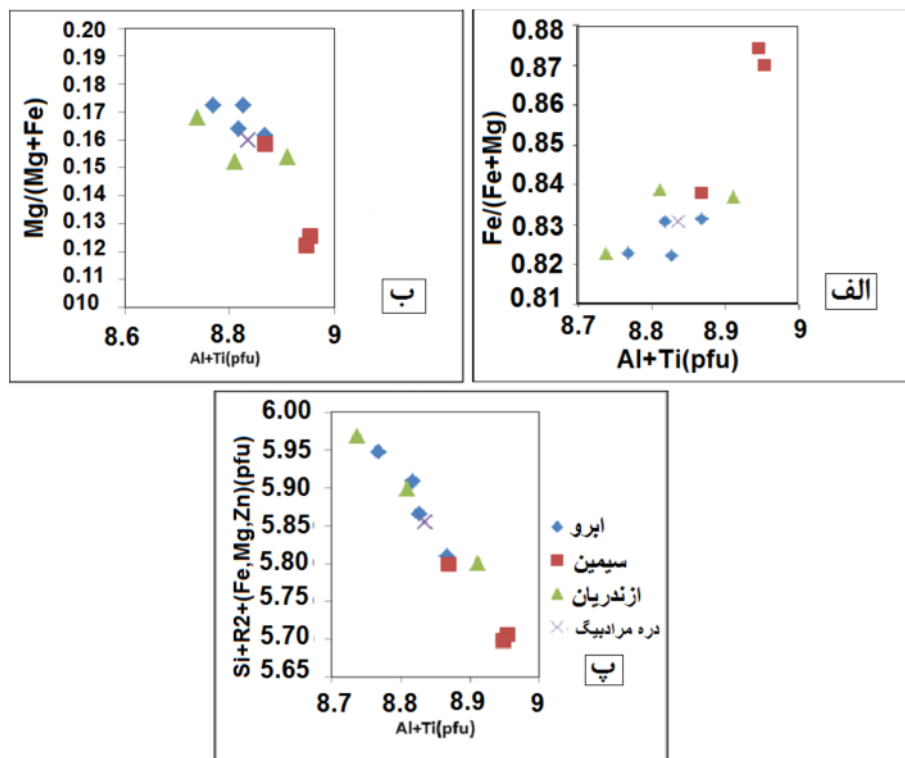 0.20
0.19
0.18
0.17
0.16
0.15
0.14
0.13
0.12
0.11
010
Mg/(Mg+Fe)
8.6 8.8 9
Al+Ti(pfu)
ب
0.88
0.87
0.86
0.85
0.84
0.83
0.82
0.81
Fe/(Fe+Mg)
8.7 8.8 8.9 9
Al+Ti(pfu)
الف
6.00
5.95
5.90
5.85
5.80
5.75
5.70
5.65
Si+R2+(Fe,Mg,Zn)(pfu)
8.7 8.8 8.9 9
Al+Ti(pfu)
ابرو
سیمین
ازندریان
دره مرادبیگ
پ